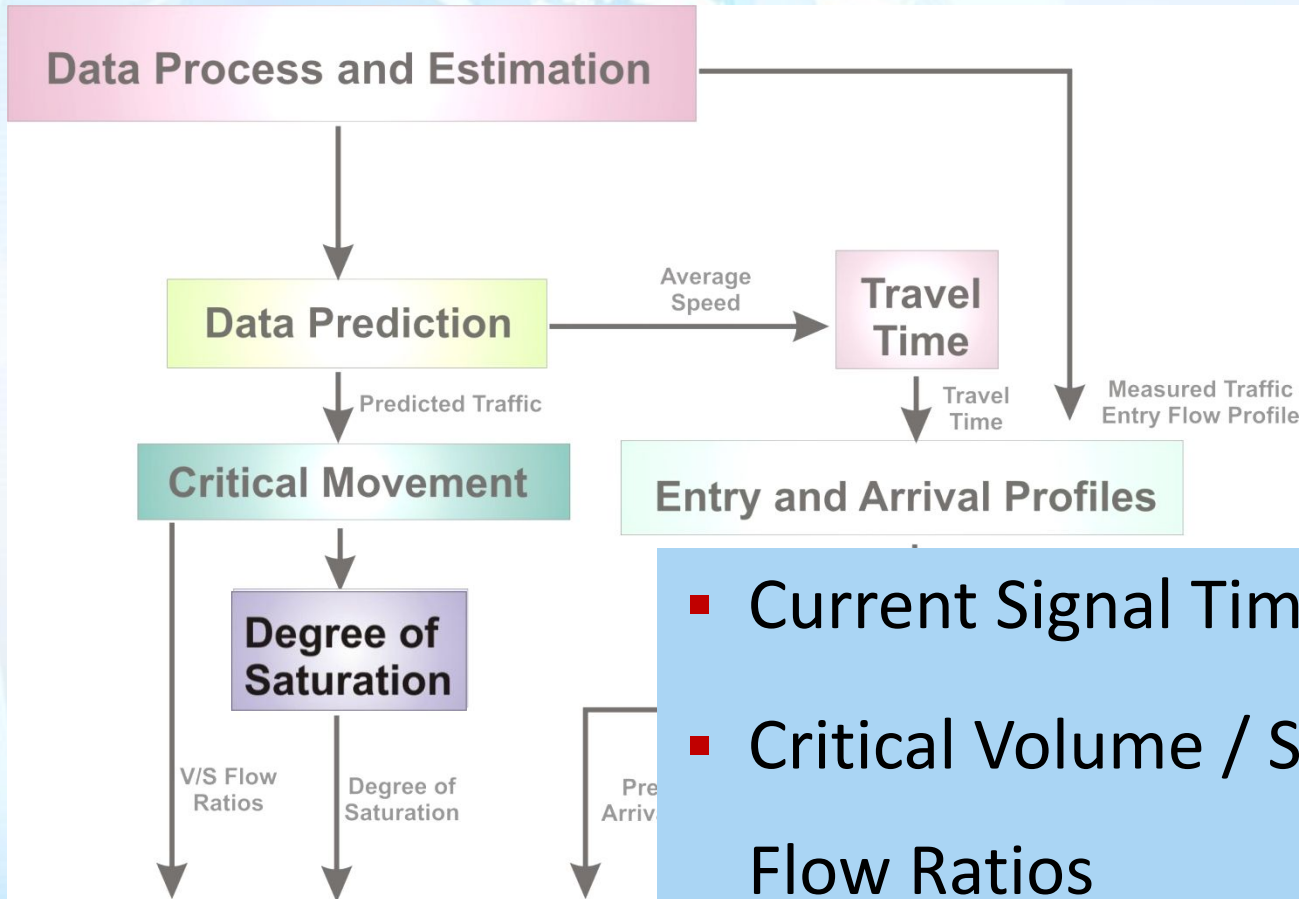 Data Process and Estimation
Average
Speed
Travel
Time
Data Prediction
Predicted Traffic
Travel
Time
Measured Traffic
Entry Flow Profile
Critical Movement
Entry and Arrival Profiles
Degree of
Saturation
▪ Current Signal Tim
▪ Critical Volume / S
Flow Ratios
V/S Flow
Ratios
Degree of
Saturation